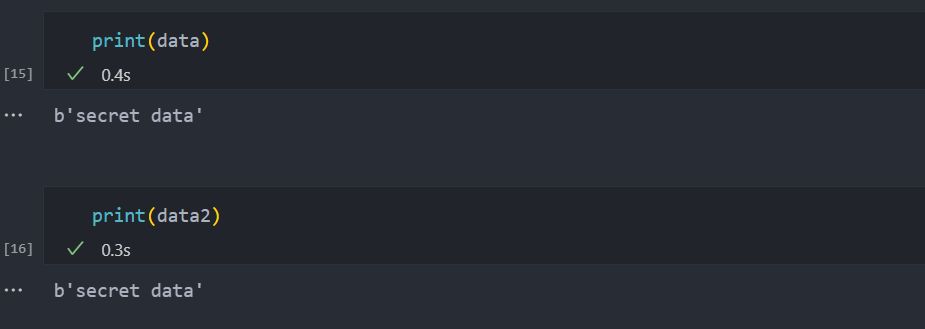 print(data)
[15]
0.4s
b'secret data'
print(data2)
[16]
0.3s
b'secret data'